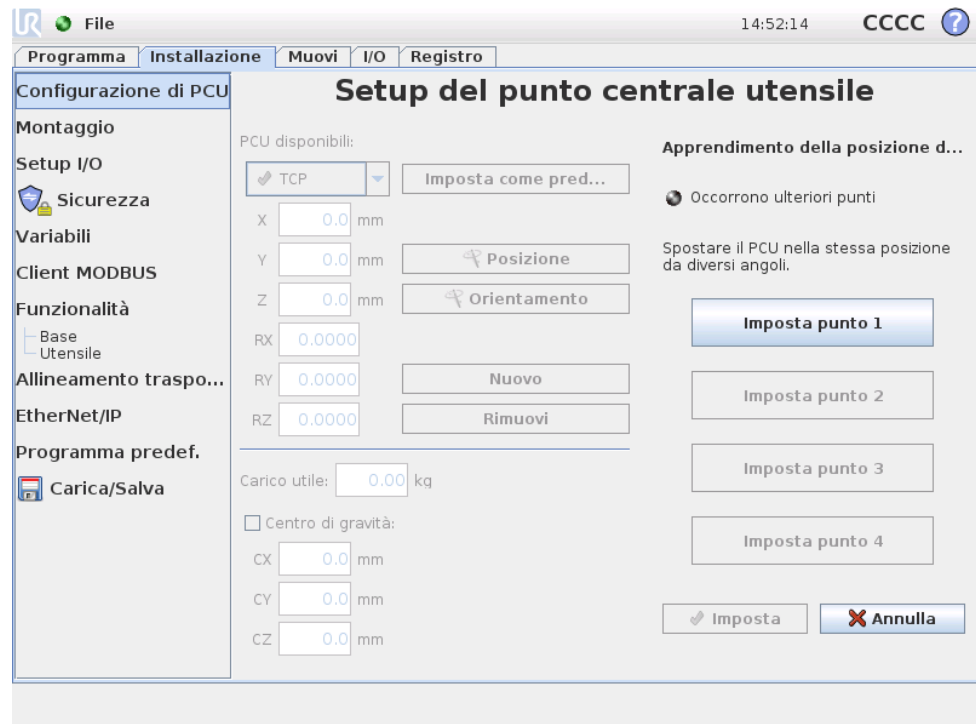 UR File 14:52:14 CCCC ?
Programma Installazione Muovi I/O Registro
Configurazione di PCU
Montaggio
Setup I/O
Sicurezza
Variabili
Client MODBUS
Funzionalità
Base
Utensile
Allineamento traspo...
EtherNet/IP
Programma predef.
Carica/Salva
Setup del punto centrale utensile
PCU disponibili:
TCP Imposta come pred...
X 0.0 mm
Y 0.0 mm Posizione
Z 0.0 mm Orientamento
RX 0.0000
RY 0.0000 Nuovo
RZ 0.0000 Rimuovi
Carico utile: 0.00 kg
Centro di gravità:
CX 0.0 mm
CY 0.0 mm
CZ 0.0 mm
Apprendimento della posizione d...
Occorrono ulteriori punti
Spostare il PCU nella stessa posizione
da diversi angoli.
Imposta punto 1
Imposta punto 2
Imposta punto 3
Imposta punto 4
Imposta Annulla